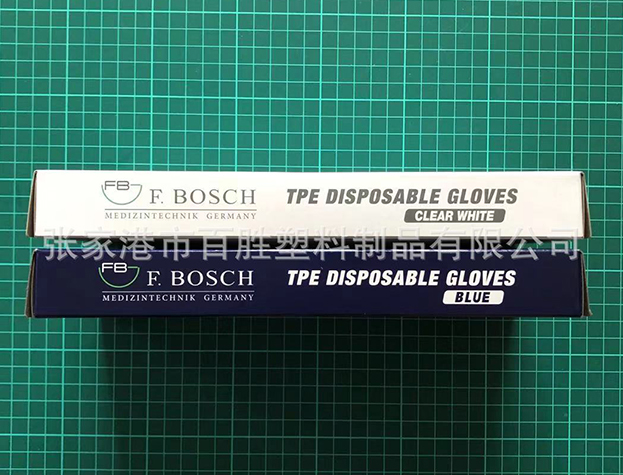 FB F. BOSCH
MEDIZINTECHNIK GERMANY
TPE DISPOSABLE GLOVES
CLEAR WHITE
张家港市百胜塑料制品有限公司
FB F. BOSCH
MEDIZINTECHNIK GERMANY
TPE DISPOSABLE GLOVES
BLUE